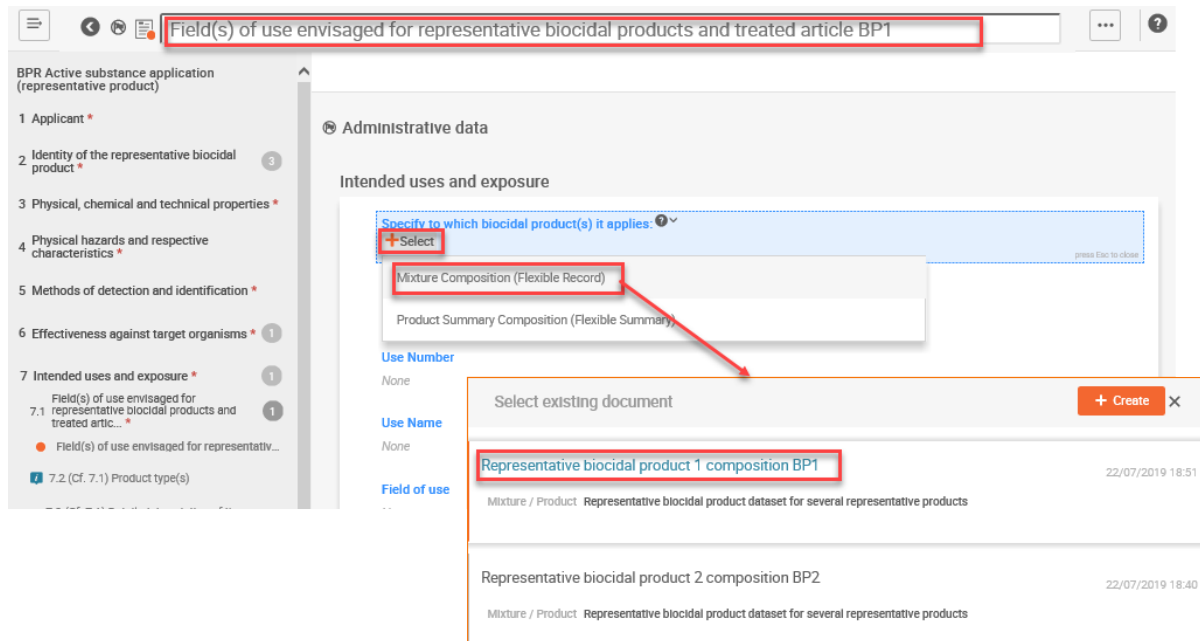 Field(s) of use envisaged for representative biocidal products and treated article BP1
...
?
BPR Active substance application
(representative product)
1 Applicant *
2 Identity of the representative biocidal
product *
3
3 Physical, chemical and technical properties *
4 Physical hazards and respective
characteristics *
5 Methods of detection and identification *
6 Effectiveness against target organisms *
1
7 Intended uses and exposure *
1
7.1 Field(s) of use envisaged for
representative biocidal products and
treated artic... *
1
Field(s) of use envisaged for representativ...
i 7.2 (Cf. 7.1) Product type(s)
Administrative data
Intended uses and exposure
Specify to which biocidal product(s) it applies: ?
+Select
press Esc to close
Mixture Composition (Flexible Record)
Product Summary Composition (Flexible Summary)
Use Number
None
Use Name
None
Field of use
Select existing document
+ Create
×
Representative biocidal product 1 composition BP1
22/07/2019 18:51
Mixture / Product Representative biocidal product dataset for several representative products
Representative biocidal product 2 composition BP2
22/07/2019 18:40
Mixture / Product Representative biocidal product dataset for several representative products